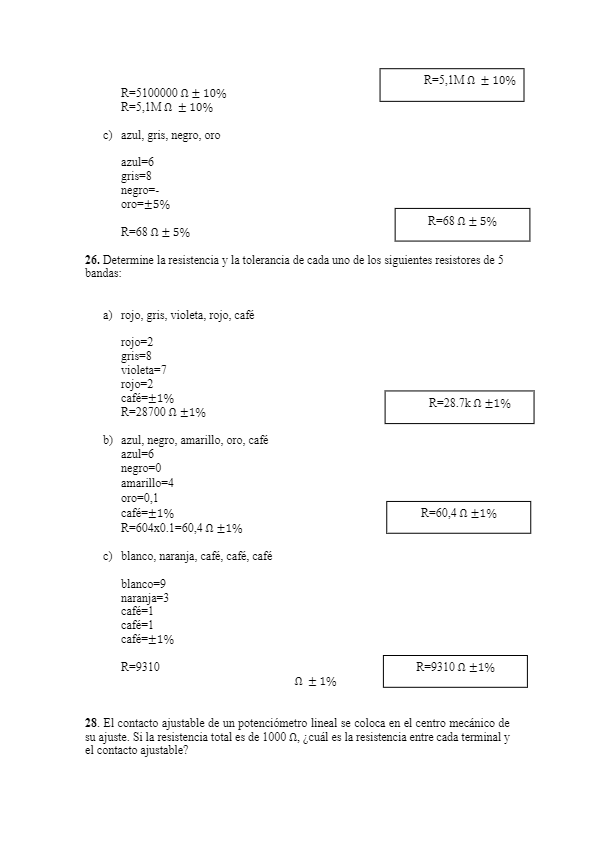 R=5,1M Ω ± 10%
R=5100000 Ω ± 10%
R=5,1M Ω ± 10%
c) azul, gris, negro, oro
azul=6
gris=8
negro=-
oro=±5%
R=68 Ω ± 5%
R=68 Ω ± 5%
26. Determine la resistencia y la tolerancia de cada uno de los siguientes resistores de 5
bandas:
a) rojo, gris, violeta, rojo, café
rojo=2
gris=8
violeta=7
rojo=2
café=±1%
R=28700 Ω ±1%
R=28.7k Ω ±1%
b) azul, negro, amarillo, oro, café
azul=6
negro=0
amarillo=4
oro=0,1
café=±1%
R=604x0.1=60,4 Ω ±1%
R=60,4 Ω ±1%
c) blanco, naranja, café, café, café
blanco=9
naranja=3
café=1
café=1
café=±1%
R=9310
Ω ± 1%
R=9310 Ω ±1%
28. El contacto ajustable de un potenciómetro lineal se coloca en el centro mecánico de
su ajuste. Si la resistencia total es de 1000 Ω, ¿cuál es la resistencia entre cada terminal y
el contacto ajustable?